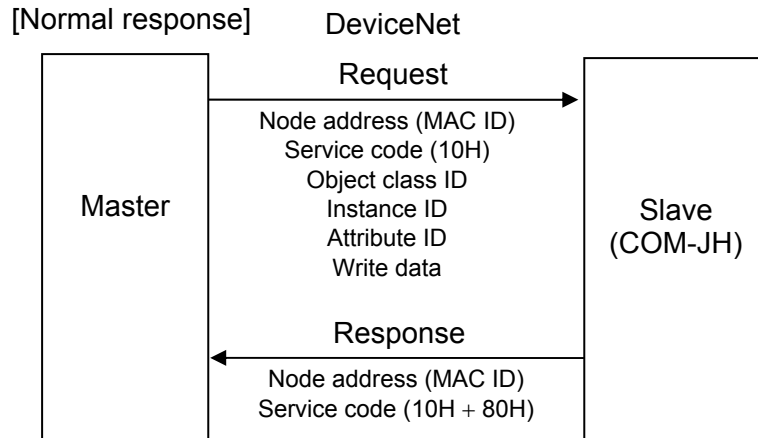 [Normal response]
DeviceNet
Request
Node address (MAC ID)
Service code (10H)
Object class ID
Instance ID
Attribute ID
Write data
Master
Slave
(COM-JH)
Response
Node address (MAC ID)
Service code (10H + 80H)